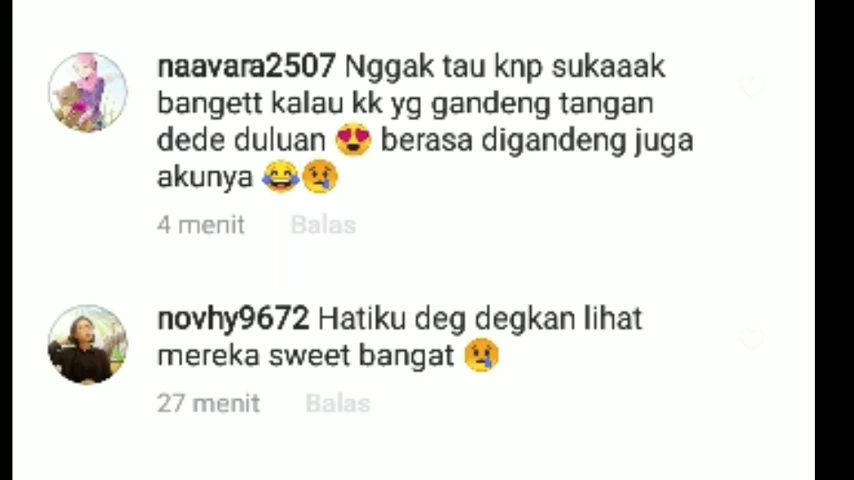 naavara2507 Nggak tau knp sukaaak
bangett kalau kk yg gandeng tangan
dede duluan 😍 berasa digandeng juga
akunya 😂😢
4 menit Balas
novhy9672 Hatiku deg degkan lihat
mereka sweet bangat 😢
27 menit Balas